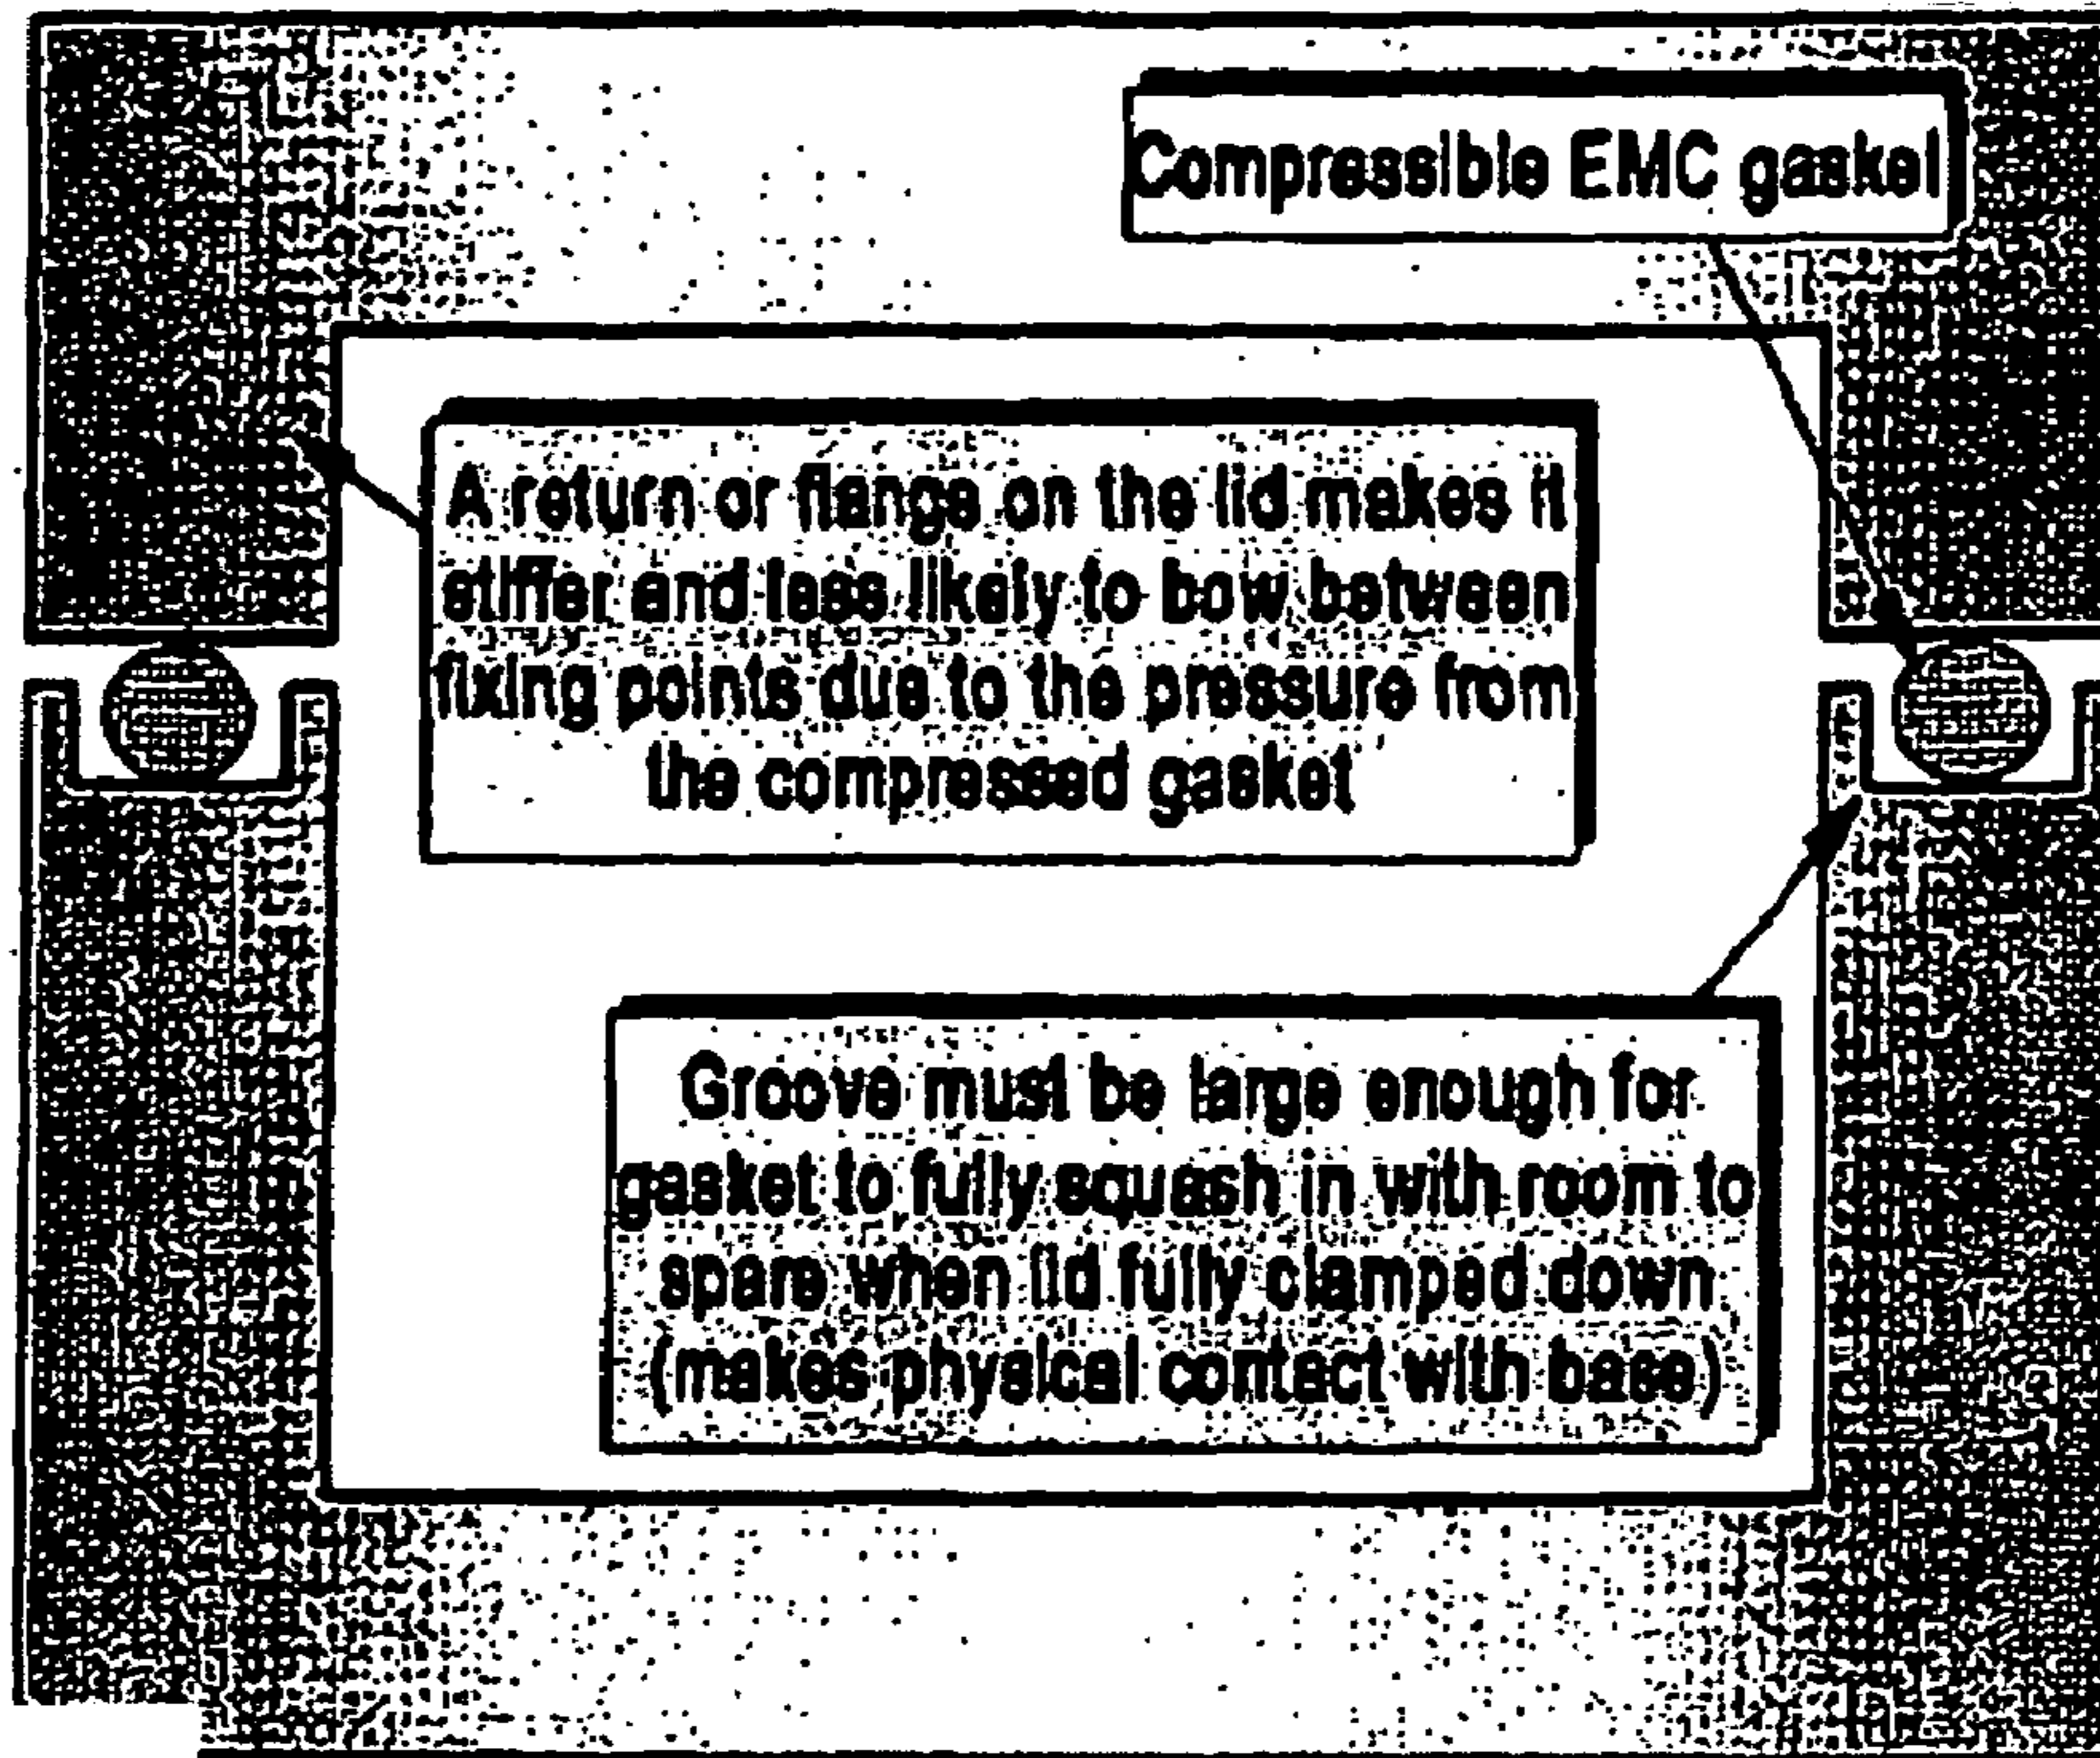 Compressible EMC gasket
A return or flange on the lid makes it
stiffer and less likely to bow between
fixing points due to the pressure from
the compressed gasket
Groove must be large enough for
gasket to fully squash in with room to
spare when lid fully clamped down
(makes physical contact with base)